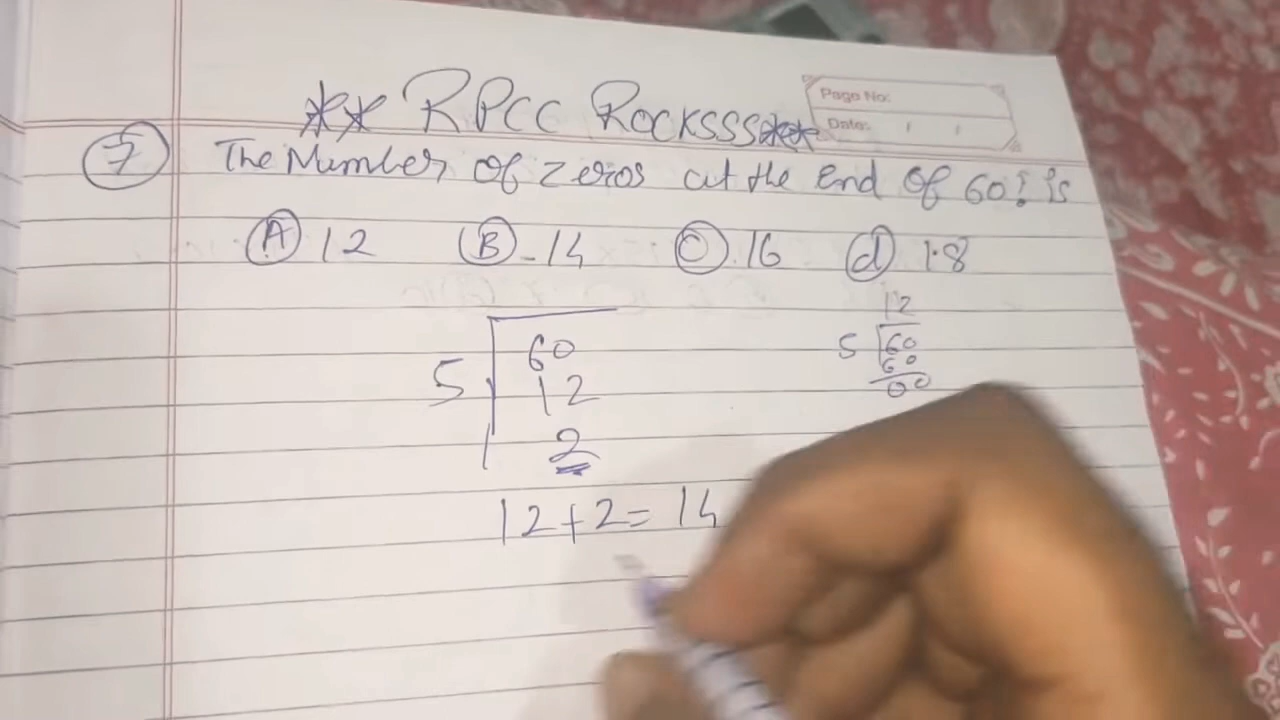 ** RPCC ROCKSSS**
Page No:
Date:
7 The Number of zeros at the End of 60! is
A 12 B 14 C 16 d 18
12
5 60
60
00
5 60
12
2
12+2= 14